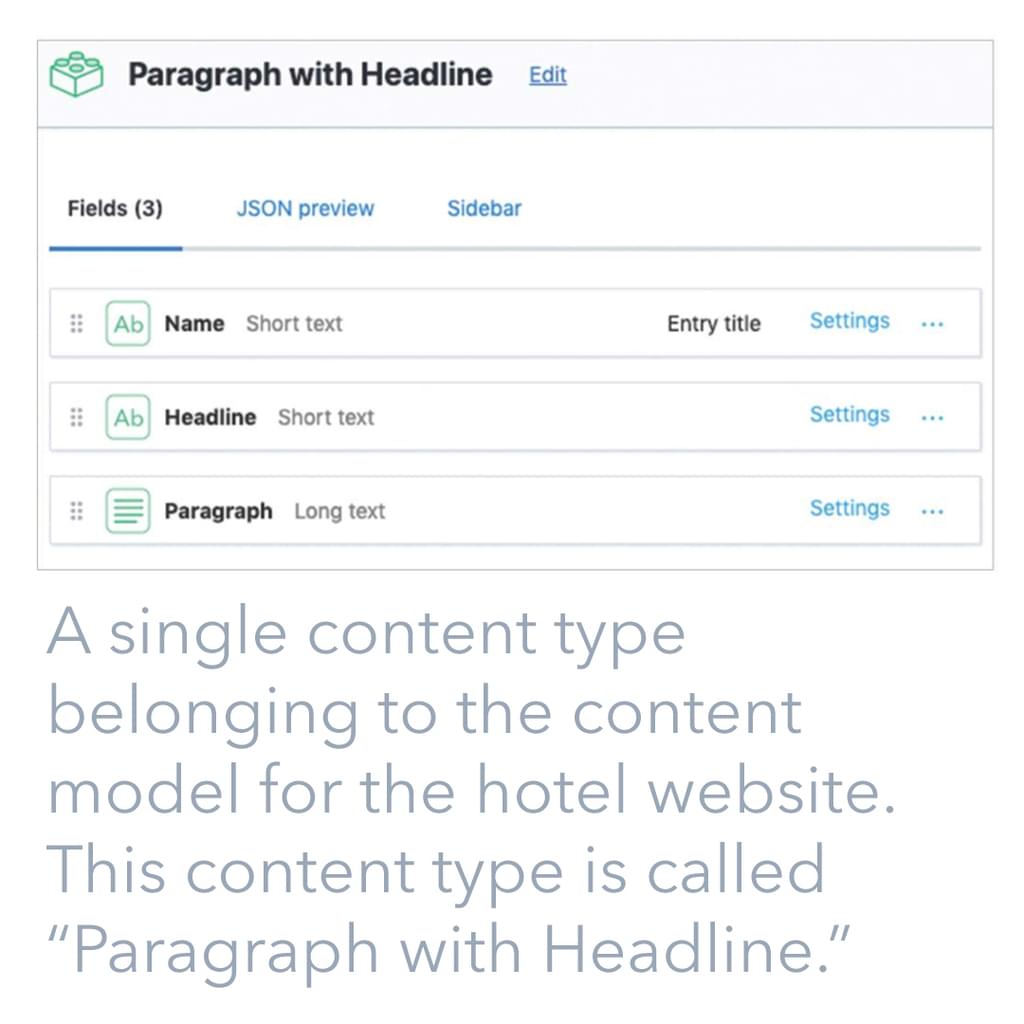 Paragraph with Headline Edit
Fields (3) JSON preview Sidebar
Ab Name Short text Entry title Settings ...
Ab Headline Short text Settings ...
Paragraph Long text Settings ...
A single content type
belonging to the content
model for the hotel website.
This content type is called
“Paragraph with Headline.”